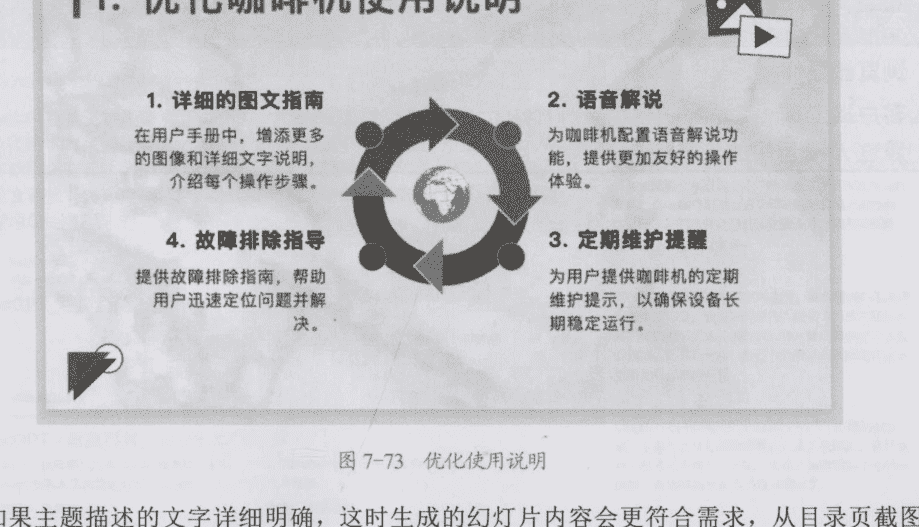 1. 优化咖啡机使用说明
1. 详细的图文指南
在用户手册中，增添更多
的图像和详细文字说明，
介绍每个操作步骤。
2. 语音解说
为咖啡机配置语音解说功
能，提供更加友好的操作
体验。
3. 定期维护提醒
为用户提供咖啡机的定期
维护提示，以确保设备长
期稳定运行。
4. 故障排除指导
提供故障排除指南，帮助
用户迅速定位问题并解
决。
图 7-73 优化使用说明
如果主题描述的文字详细明确，这时生成的幻灯片内容会更符合需求，从目录页截图